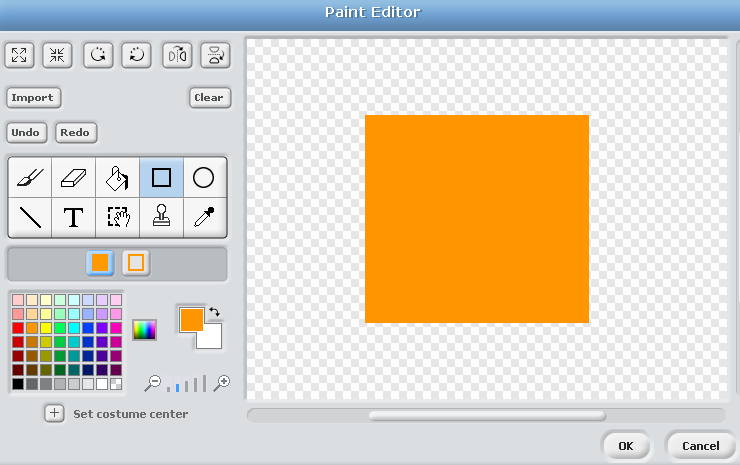 Paint Editor
Import
Clear
Undo
Redo
T
Set costume center
OK
Cancel